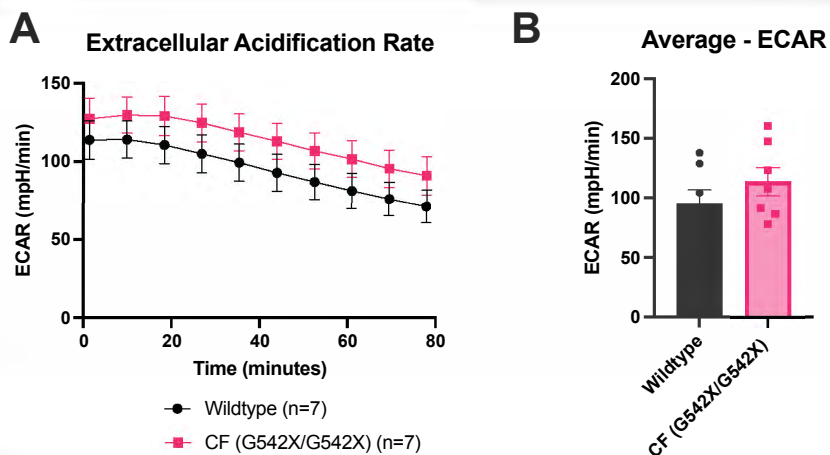 A
Extracellular Acidification Rate
150
100
50
0
ECAR (mpH/min)
0 20 40 60 80
Time (minutes)
Wildtype (n=7)
CF (G542X/G542X) (n=7)
B
Average - ECAR
200
150
100
50
0
ECAR (mpH/min)
Wildtype
CF (G542X/G542X)